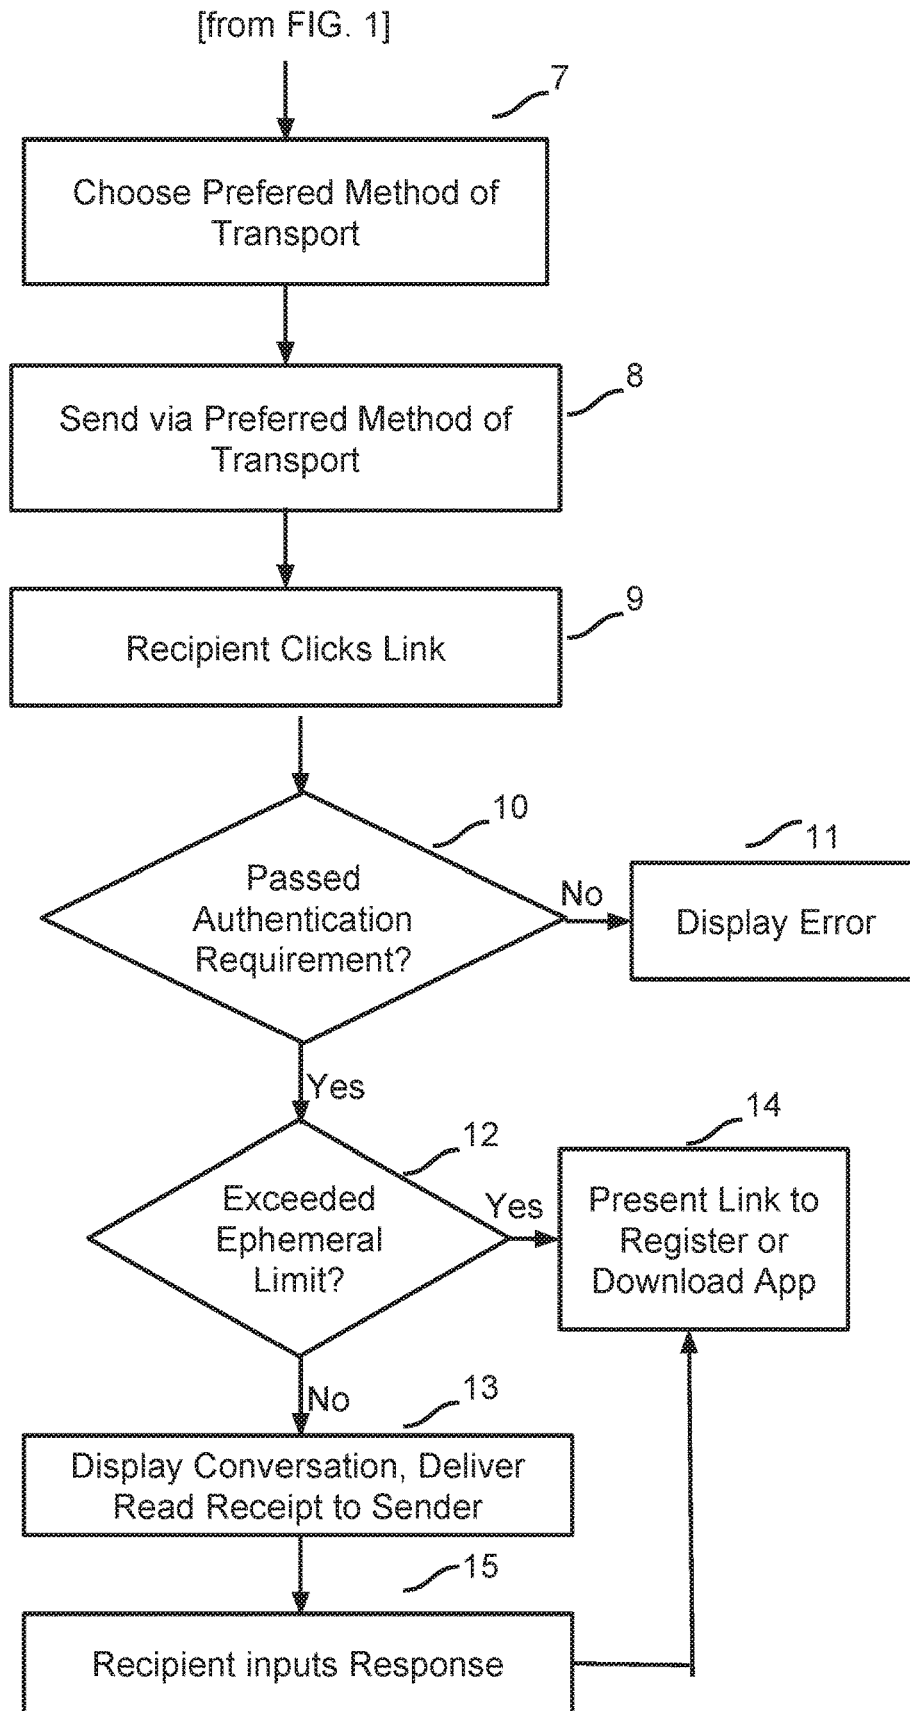 [from FIG. 1]
7
Choose Prefered Method of
Transport
8
Send via Preferred Method of
Transport
9
Recipient Clicks Link
10
Passed
Authentication
Requirement?
No
11
Display Error
Yes
12
Exceeded
Ephemeral
Limit?
Yes
14
Present Link to
Register or
Download App
No
13
Display Conversation, Deliver
Read Receipt to Sender
15
Recipient inputs Response